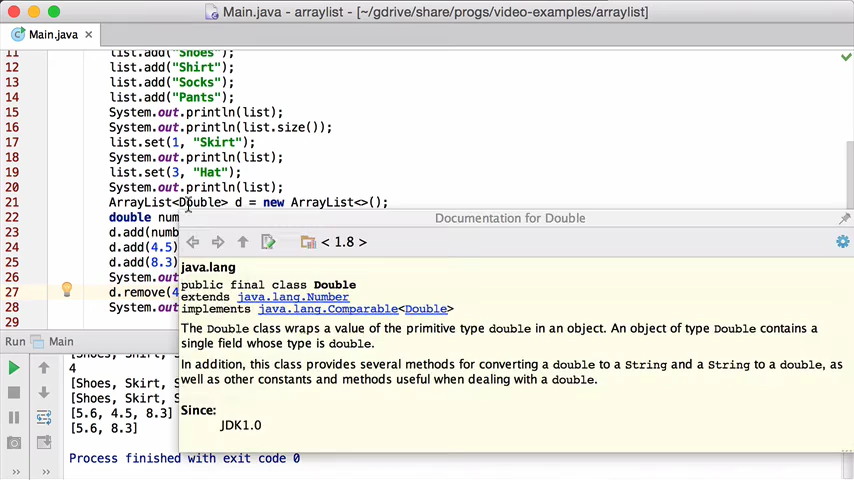 Main.java - arraylist - [~/gdrive/share/progs/video-examples/arraylist]
Main.java
11 list.add("Shoes");
12 list.add("Shirt");
13 list.add("Socks");
14 list.add("Pants");
15 System.out.println(list);
16 System.out.println(list.size());
17 list.set(1, "Skirt");
18 System.out.println(list);
19 list.set(3, "Hat");
20 System.out.println(list);
21 ArrayList<Double> d = new ArrayList<>();
22 double num
23 d.add(numb
24 d.add(4.5)
25 d.add(8.3)
26 System.out
27 d.remove(4
28 System.out
29
Documentation for Double
< 1.8 >
java.lang
public final class Double
extends java.lang.Number
implements java.lang.Comparable<Double>
The Double class wraps a value of the primitive type double in an object. An object of type Double contains a
single field whose type is double.
In addition, this class provides several methods for converting a double to a String and a String to a double, as
well as other constants and methods useful when dealing with a double.
Since:
JDK1.0
Run Main
[Shoes, Shirt, S
4
[Shoes, Skirt, S
[Shoes, Skirt, S
[5.6, 4.5, 8.3]
[5.6, 8.3]
Process finished with exit code 0